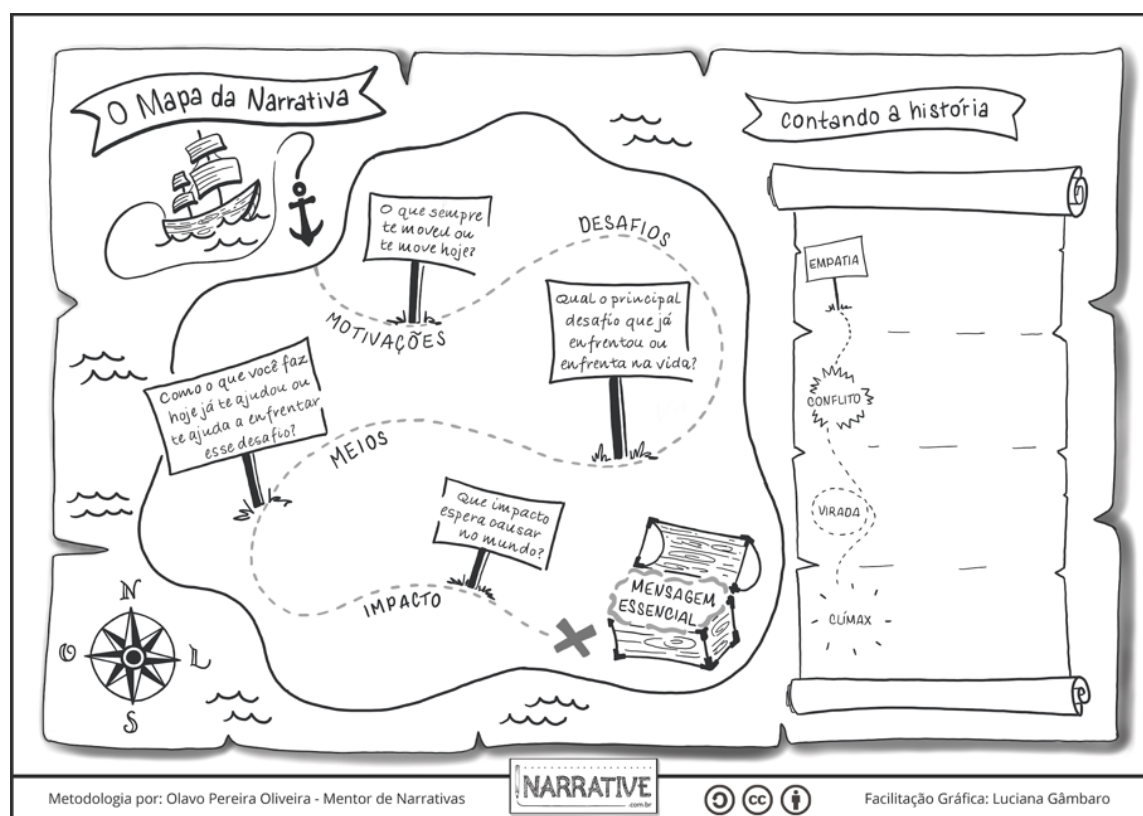 O Mapa da Narrativa
contando a história
O que sempre
te moveu ou
te move hoje?
MOTIVAÇÕES
DESAFIOS
Qual o principal
desafio que já
enfrentou ou
enfrenta na vida?
Como o que você faz
hoje já te ajudou ou
te ajuda a enfrentar
esse desafio?
MEIOS
Que impacto
espera causar
no mundo?
IMPACTO
MENSAGEM
ESSENCIAL
N
O
L
S
EMPATIA
CONFLITO
VIRADA
CLÍMAX
Metodologia por: Olavo Pereira Oliveira - Mentor de Narrativas
NARRATIVE
.com.br
cc
Facilitação Gráfica: Luciana Gâmbaro